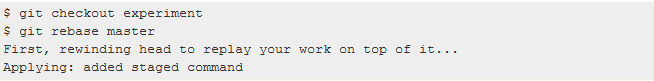 $ git checkout experiment
$ git rebase master
First, rewinding head to replay your work on top of it...
Applying: added staged command